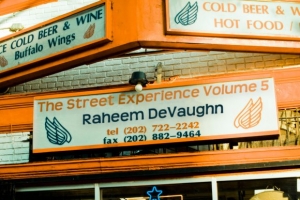 CE COLD BEER & WINE
Buffalo Wings
COLD BEER &
HOT FOOD
The Street Experience Volume 5
Raheem DeVaughn
tel (202) 722-2242
fax (202) 882-9464